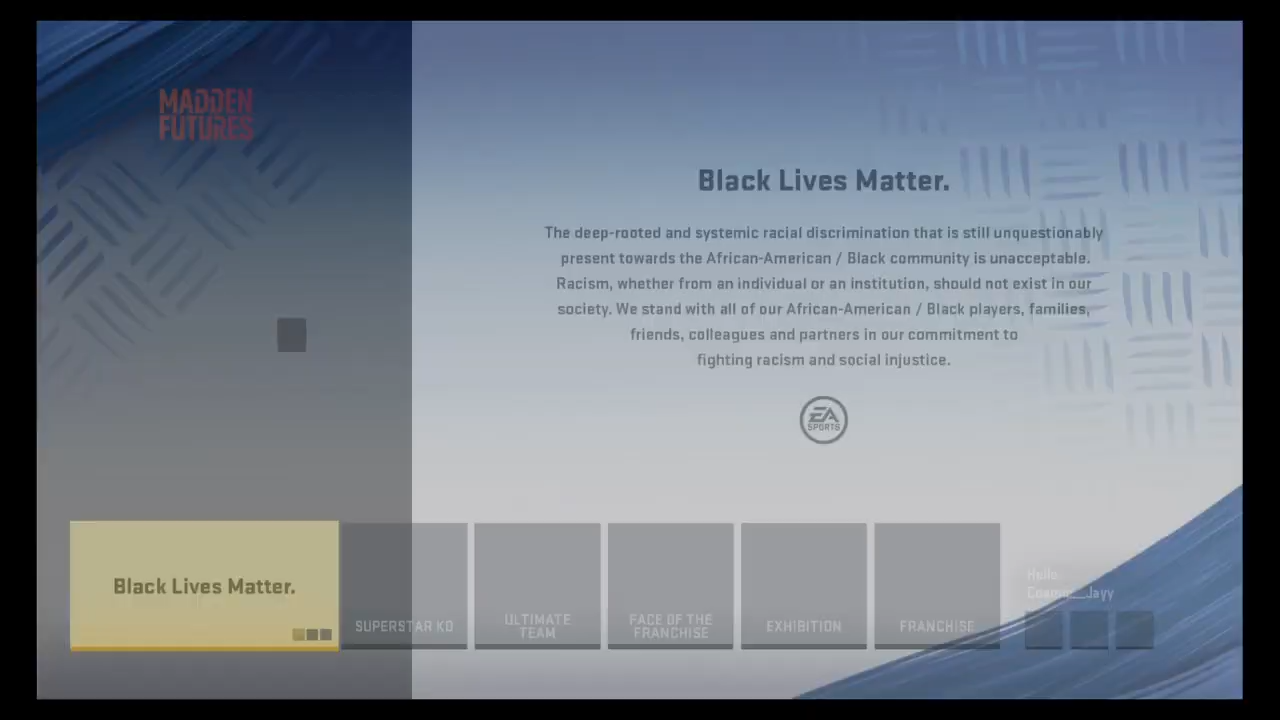 MADDEN
FUTURES
Black Lives Matter.
The deep-rooted and systemic racial discrimination that is still unquestionably
present towards the African-American / Black community is unacceptable.
Racism, whether from an individual or an institution, should not exist in our
society. We stand with all of our African-American / Black players, families,
friends, colleagues and partners in our commitment to
fighting racism and social injustice.
EA
SPORTS
Black Lives Matter.
SUPERSTAR KO
ULTIMATE
TEAM
FACE OF THE
FRANCHISE
EXHIBITION
FRANCHISE
Hello